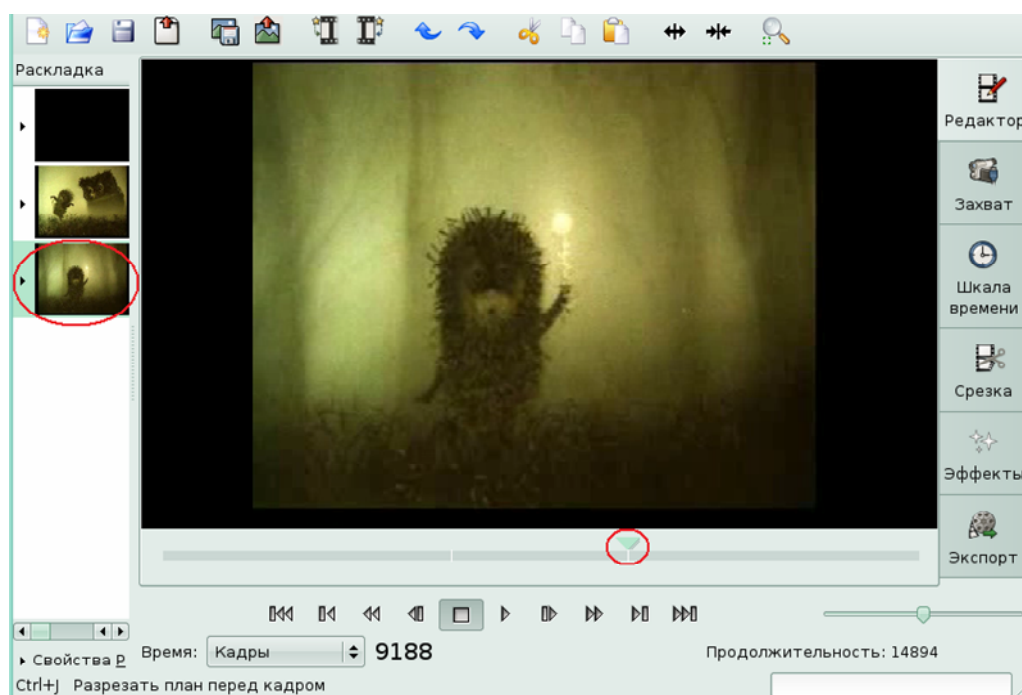 Раскладка
Редактор
Захват
Шкала
времени
Срезка
Эффекты
Экспорт
Свойства Р
Время: Кадры 9188
Продолжительность: 14894
Ctrl+J Разрезать план перед кадром